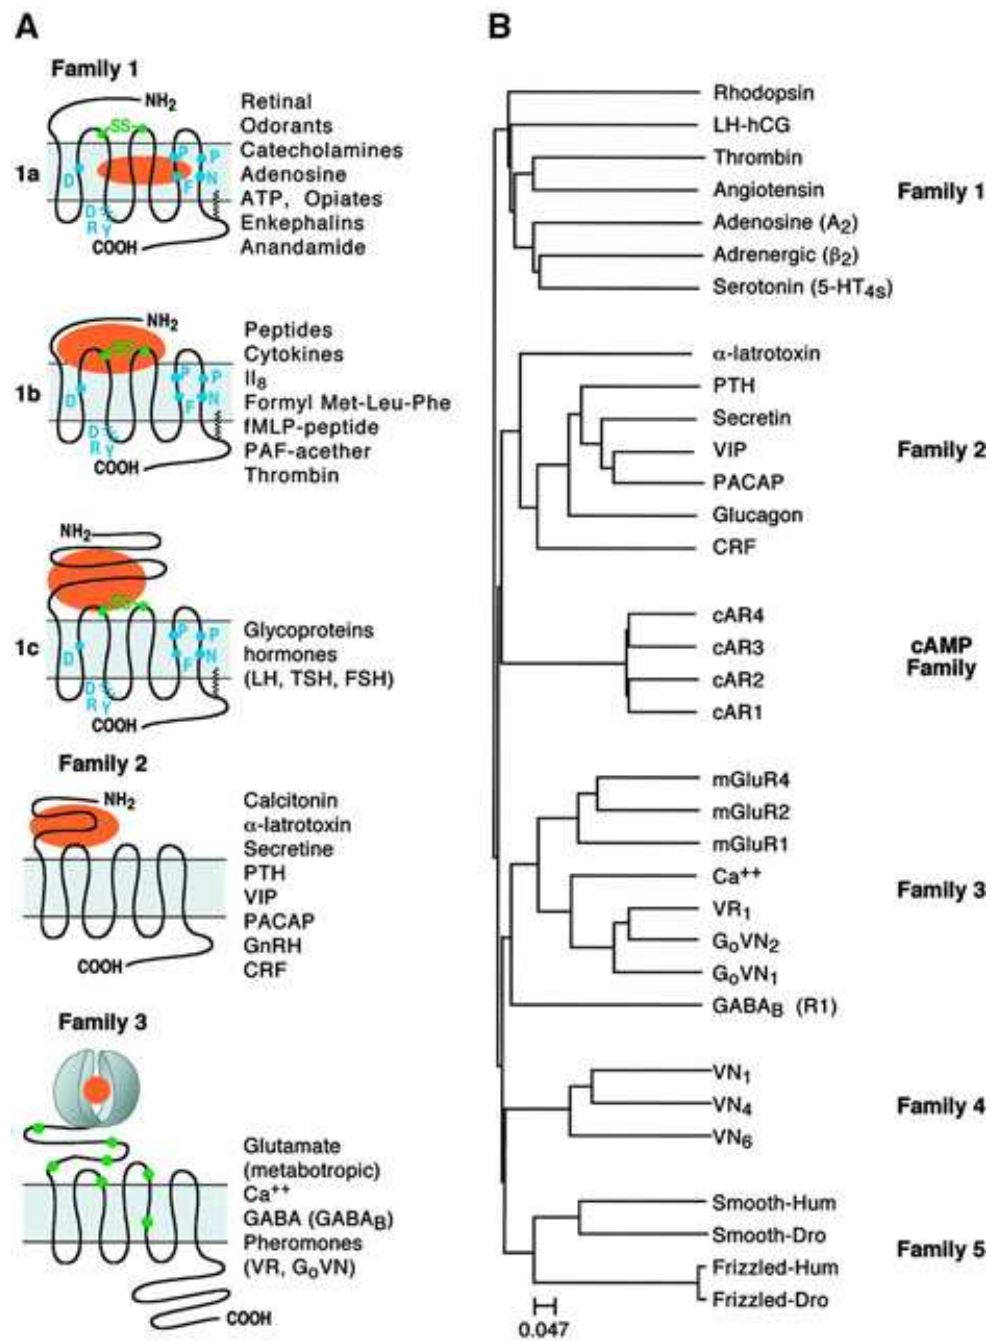 A
Family 1
NH2
SS
1a
D
P
P
F
N
D
R Y
COOH
Retinal
Odorants
Catecholamines
Adenosine
ATP, Opiates
Enkephalins
Anandamide
NH2
SS
1b
D
P
P
F
N
D
R Y
COOH
Peptides
Cytokines
Il8
Formyl Met-Leu-Phe
fMLP-peptide
PAF-acether
Thrombin
NH2
SS
1c
D
P
P
F
N
D
R Y
COOH
Glycoproteins
hormones
(LH, TSH, FSH)
Family 2
NH2
COOH
Calcitonin
α-latrotoxin
Secretine
PTH
VIP
PACAP
GnRH
CRF
Family 3
Glutamate
(metabotropic)
Ca++
GABA (GABAB)
Pheromones
(VR, GoVN)
COOH
B
Rhodopsin
LH-hCG
Thrombin
Angiotensin
Adenosine (A2)
Adrenergic (β2)
Serotonin (5-HT4s)
Family 1
α-latrotoxin
PTH
Secretin
VIP
PACAP
Glucagon
CRF
Family 2
cAR4
cAR3
cAR2
cAR1
cAMP
Family
mGluR4
mGluR2
mGluR1
Ca++
VR1
GoVN2
GoVN1
GABAB (R1)
Family 3
VN1
VN4
VN6
Family 4
Smooth-Hum
Smooth-Dro
Frizzled-Hum
Frizzled-Dro
Family 5
0.047